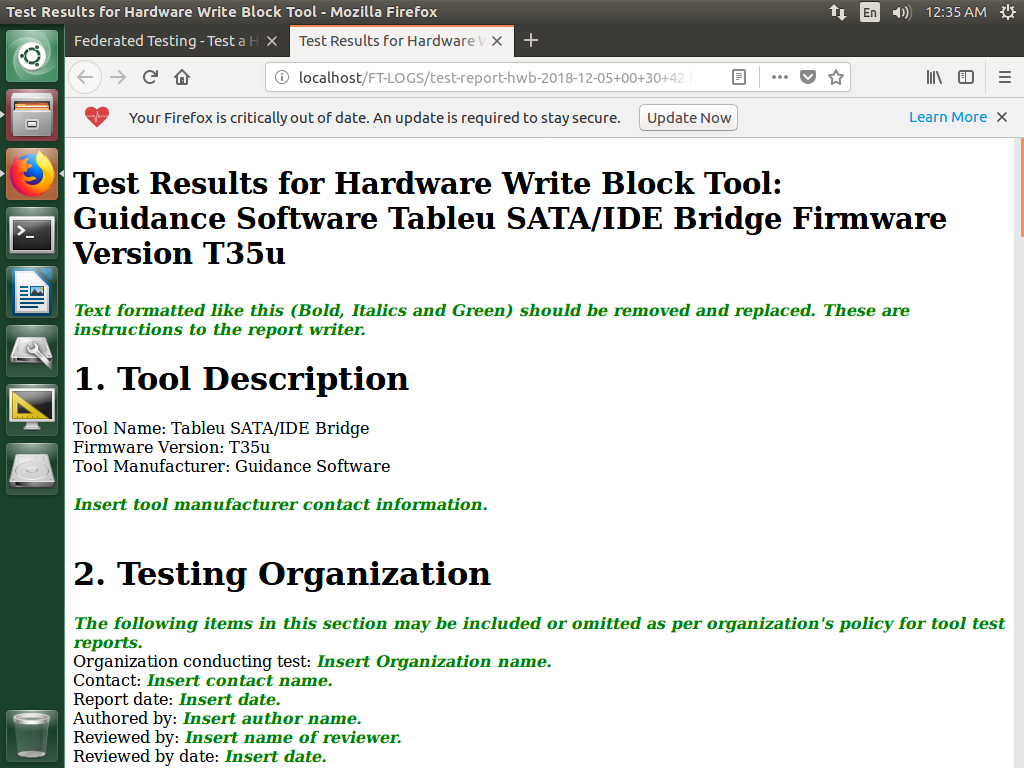 Test Results for Hardware Write Block Tool - Mozilla Firefox
En
12:35 AM
Federated Testing - Test a H
Test Results for Hardware W
localhost/FT-LOGS/test-report-hwb-2018-12-05+00+30+42.h
Your Firefox is critically out of date. An update is required to stay secure.
Update Now
Learn More
Test Results for Hardware Write Block Tool:
Guidance Software Tableu SATA/IDE Bridge Firmware
Version T35u
Text formatted like this (Bold, Italics and Green) should be removed and replaced. These are
instructions to the report writer.
1. Tool Description
Tool Name: Tableu SATA/IDE Bridge
Firmware Version: T35u
Tool Manufacturer: Guidance Software
Insert tool manufacturer contact information.
2. Testing Organization
The following items in this section may be included or omitted as per organization's policy for tool test
reports.
Organization conducting test: Insert Organization name.
Contact: Insert contact name.
Report date: Insert date.
Authored by: Insert author name.
Reviewed by: Insert name of reviewer.
Reviewed by date: Insert date.